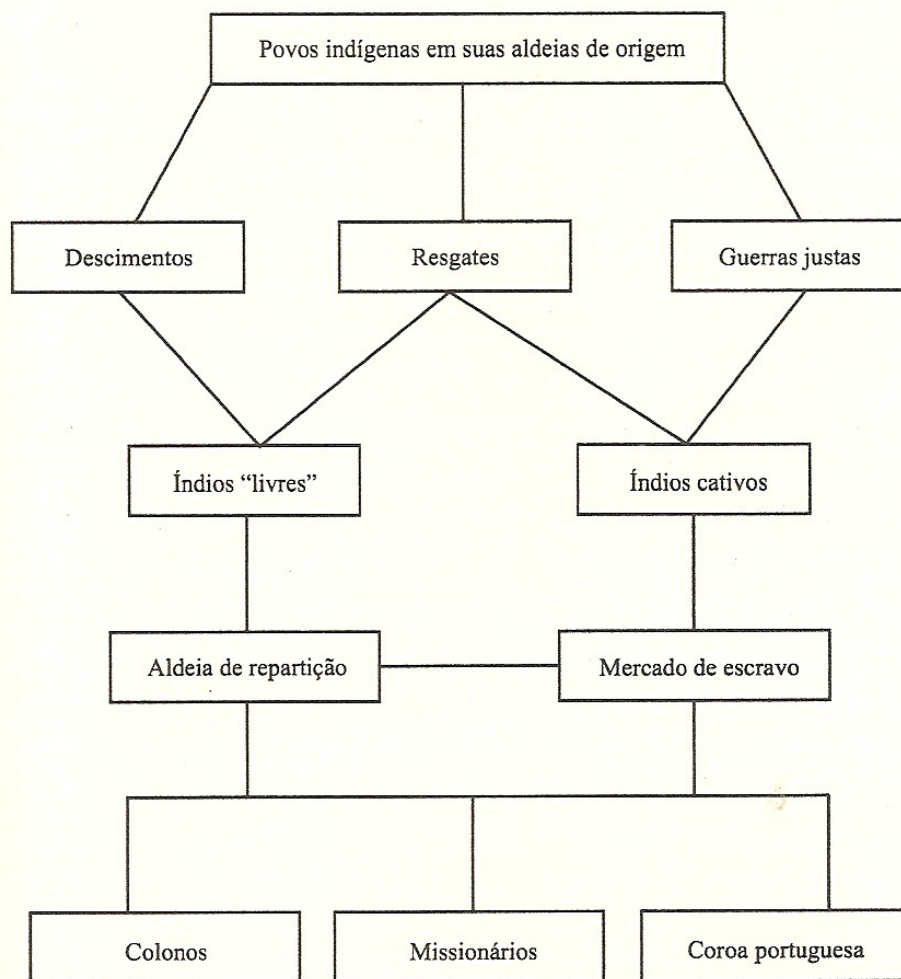 Povos indígenas em suas aldeias de origem
Descimentos
Resgates
Guerras justas
Índios “livres”
Índios cativos
Aldeia de repartição
Mercado de escravo
Colonos
Missionários
Coroa portuguesa